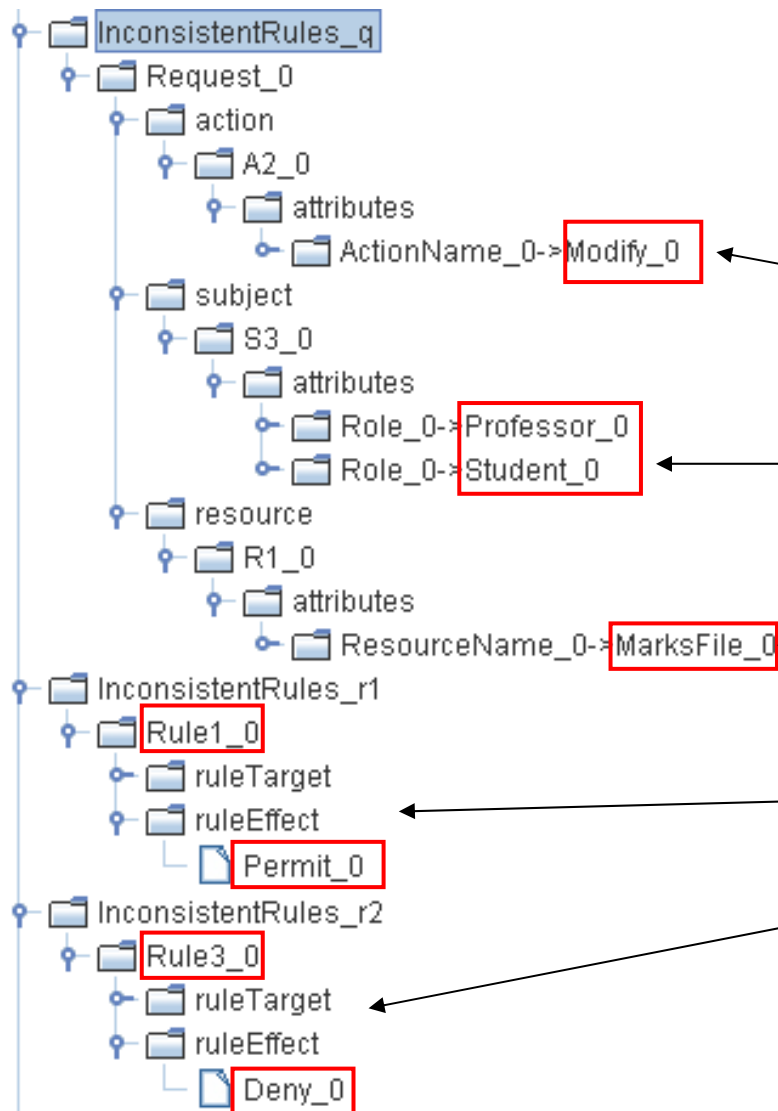 InconsistentRules_q
Request_0
action
A2_0
attributes
ActionName_0->Modify_0
subject
S3_0
attributes
Role_0->Professor_0
Role_0->Student_0
resource
R1_0
attributes
ResourceName_0->MarksFile_0
InconsistentRules_r1
Rule1_0
ruleTarget
ruleEffect
Permit_0
InconsistentRules_r2
Rule3_0
ruleTarget
ruleEffect
Deny_0